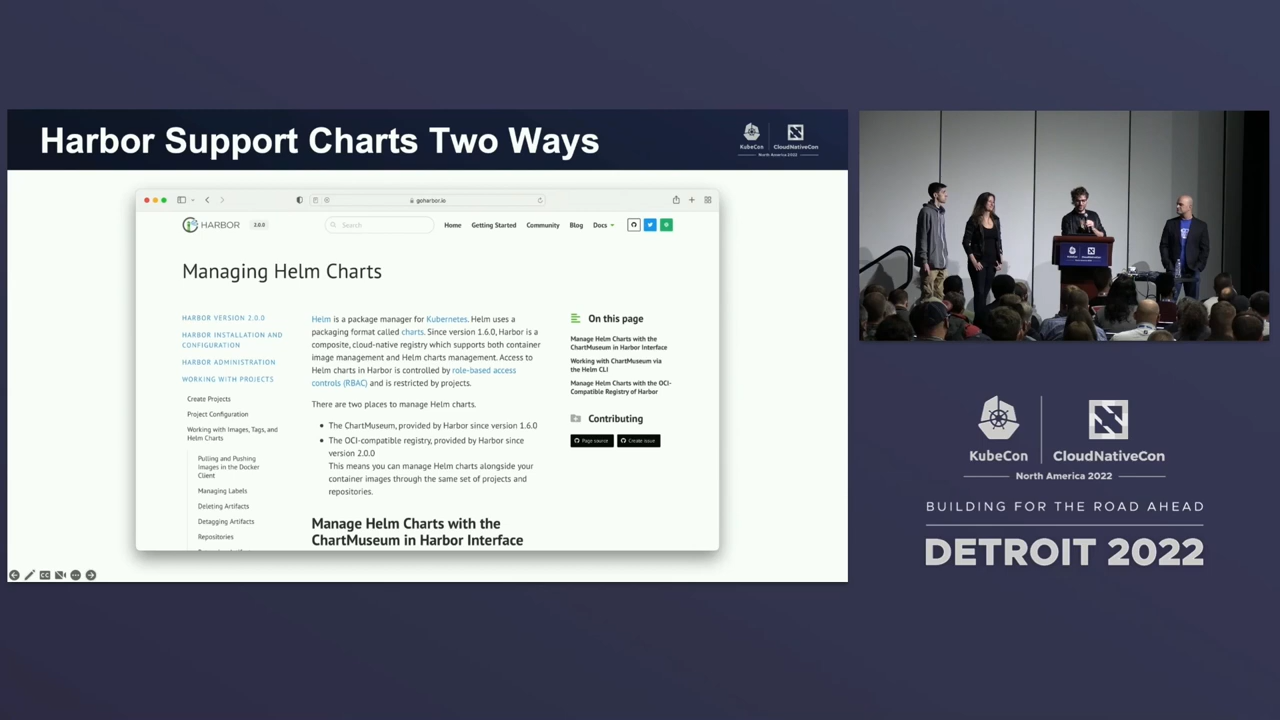 Harbor Support Charts Two Ways
KubeCon
CloudNativeCon
North America 2022
goharbor.io
HARBOR
2.0.0
Search
Home
Getting Started
Community
Blog
Docs
Managing Helm Charts
HARBOR VERSION 2.0.0
HARBOR INSTALLATION AND
CONFIGURATION
HARBOR ADMINISTRATION
WORKING WITH PROJECTS
Create Projects
Project Configuration
Working with Images, Tags, and
Helm Charts
Pulling and Pushing
Images in the Docker
Client
Managing Labels
Deleting Artifacts
Detagging Artifacts
Repositories
Helm is a package manager for Kubernetes. Helm uses a
packaging format called charts. Since version 1.6.0, Harbor is a
composite, cloud-native registry which supports both container
image management and Helm charts management. Access to
Helm charts in Harbor is controlled by role-based access
controls (RBAC) and is restricted by projects.
There are two places to manage Helm charts.
• The ChartMuseum, provided by Harbor since version 1.6.0
• The OCI-compatible registry, provided by Harbor since
version 2.0.0
This means you can manage Helm charts alongside your
container images through the same set of projects and
repositories.
Manage Helm Charts with the
ChartMuseum in Harbor Interface
On this page
Manage Helm Charts with the
ChartMuseum in Harbor Interface
Working with ChartMuseum via
the Helm CLI
Manage Helm Charts with the OCI-
Compatible Registry of Harbor
Contributing
Page source
Create issue
CC
KubeCon
CloudNativeCon
North America 2022
BUILDING FOR THE ROAD AHEAD
DETROIT 2022